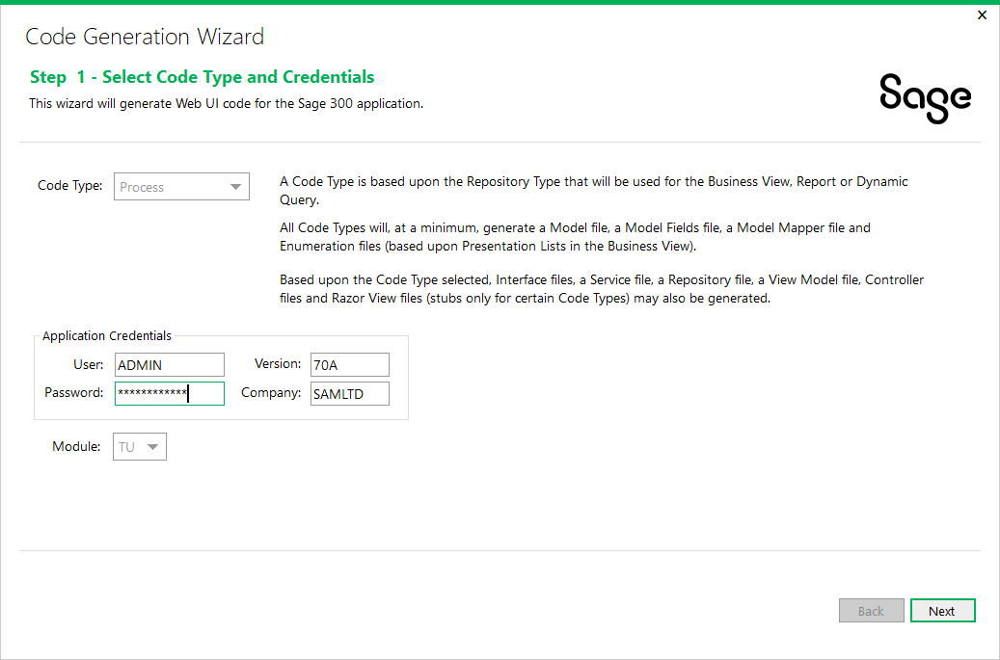 Code Generation Wizard
Step 1 - Select Code Type and Credentials
This wizard will generate Web UI code for the Sage 300 application.
Sage
Code Type: Process
A Code Type is based upon the Repository Type that will be used for the Business View, Report or Dynamic
Query.
All Code Types will, at a minimum, generate a Model file, a Model Fields file, a Model Mapper file and
Enumeration files (based upon Presentation Lists in the Business View).
Based upon the Code Type selected, Interface files, a Service file, a Repository file, a View Model file, Controller
files and Razor View files (stubs only for certain Code Types) may also be generated.
Application Credentials
User: ADMIN Version: 70A
Password: ************ Company: SAMLTD
Module: TU
Back Next